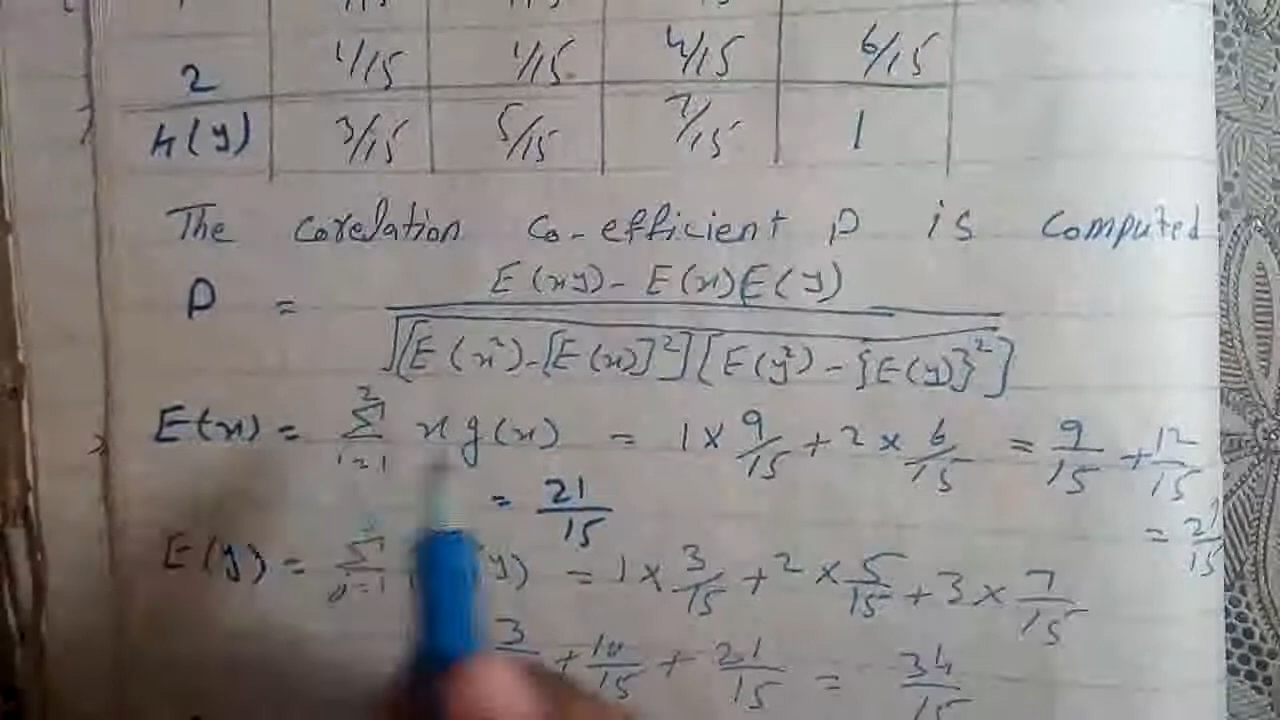 2 1/15 1/15 4/15 6/15
h(y) 3/15 5/15 7/15 1
The corelation co-efficient ρ is computed
ρ = E(xy) - E(x)E(y) / √[E(x²)-[E(x)]²][E(y²)-{E(y)}²]
E(x) = Σ x g(x) = 1 × 9/15 + 2 × 6/15 = 9/15 + 12/15
= 21/15
= 21/15
E(y) = Σ y) = 1 × 3/15 + 2 × 5/15 + 3 × 7/15
3 + 10/15 + 21/15 = 34/15